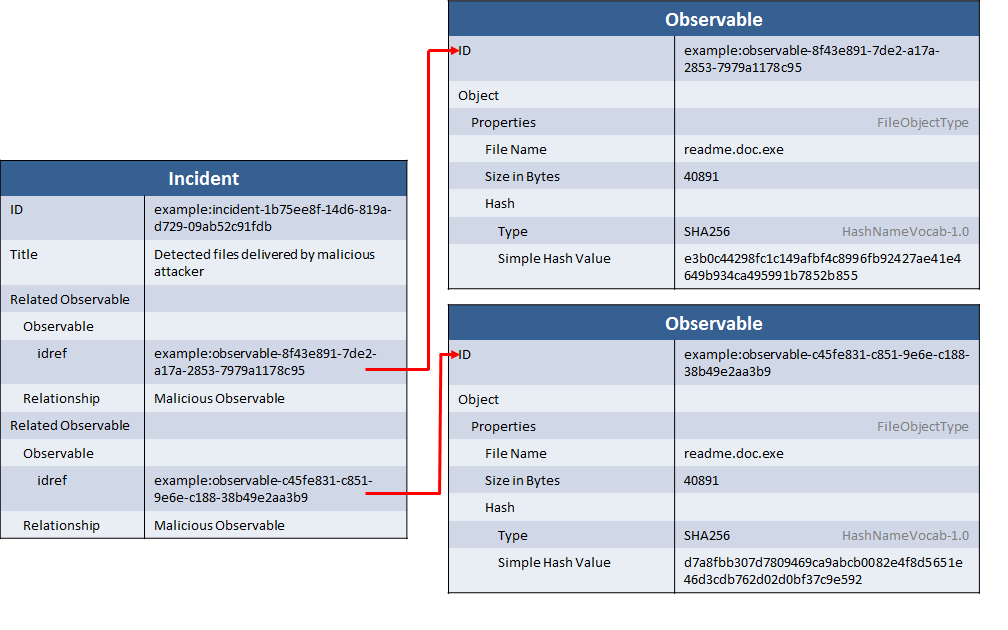 Incident
ID
example:incident-1b75ee8f-14d6-819a-
d729-09ab52c91fdb
Title
Detected files delivered by malicious
attacker
Related Observable
Observable
idref
example:observable-8f43e891-7de2-
a17a-2853-7979a1178c95
Relationship
Malicious Observable
Related Observable
Observable
idref
example:observable-c45fe831-c851-
9e6e-c188-38b49e2aa3b9
Relationship
Malicious Observable
Observable
ID
example:observable-8f43e891-7de2-a17a-
2853-7979a1178c95
Object
Properties
FileObjectType
File Name
readme.doc.exe
Size in Bytes
40891
Hash
Type
SHA256
HashNameVocab-1.0
Simple Hash Value
e3b0c44298fc1c149afbf4c8996fb92427ae41e4
649b934ca495991b7852b855
Observable
ID
example:observable-c45fe831-c851-9e6e-c188-
38b49e2aa3b9
Object
Properties
FileObjectType
File Name
readme.doc.exe
Size in Bytes
40891
Hash
Type
SHA256
HashNameVocab-1.0
Simple Hash Value
d7a8fbb307d7809469ca9abcb0082e4f8d5651e
46d3cdb762d02d0bf37c9e592